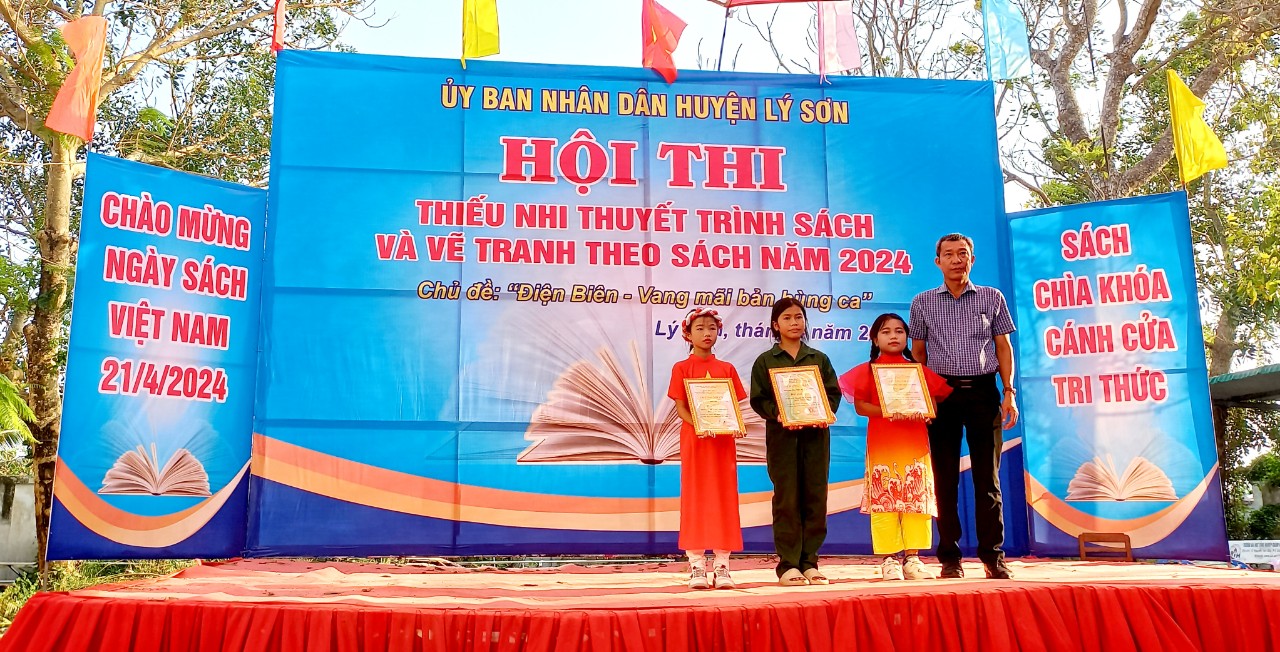 ỦY BAN NHÂN DÂN HUYỆN LÝ SƠN
HỘI THI
THIẾU NHI THUYẾT TRÌNH SÁCH
VÀ VẼ TRANH THEO SÁCH NĂM 2024
Chủ đề: "Điện Biên - Vang mãi bản hùng ca"
Lý năm
CHÀO MỪNG
NGÀY SÁCH
VIỆT NAM
21/4/2024
SÁCH
CHÌA KHÓA
CÁNH CỬA
TRI THỨC